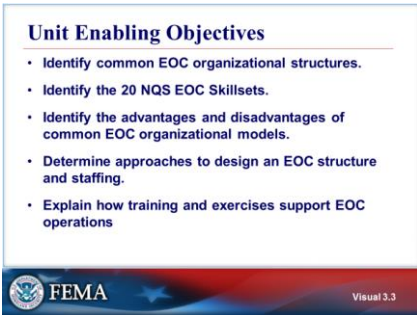 Unit Enabling Objectives
• Identify common EOC organizational structures.
• Identify the 20 NQS EOC Skillsets.
• Identify the advantages and disadvantages of
common EOC organizational models.
• Determine approaches to design an EOC structure
and staffing.
• Explain how training and exercises support EOC
operations
FEMA
Visual 3.3